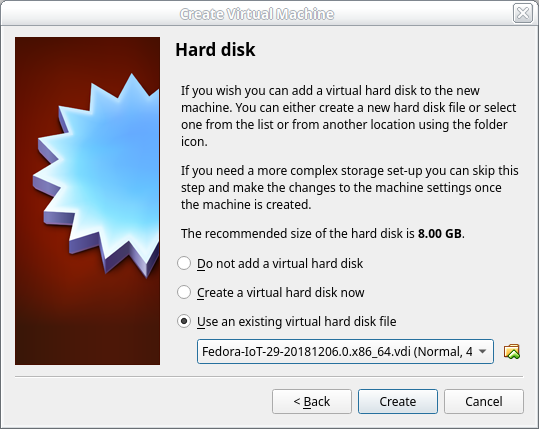 Create Virtual Machine
Hard disk
If you wish you can add a virtual hard disk to the new
machine. You can either create a new hard disk file or select
one from the list or from another location using the folder
icon.
If you need a more complex storage set-up you can skip this
step and make the changes to the machine settings once
the machine is created.
The recommended size of the hard disk is 8.00 GB.
Do not add a virtual hard disk
Create a virtual hard disk now
Use an existing virtual hard disk file
Fedora-IoT-29-20181206.0.x86_64.vdi (Normal, 4
< Back
Create
Cancel